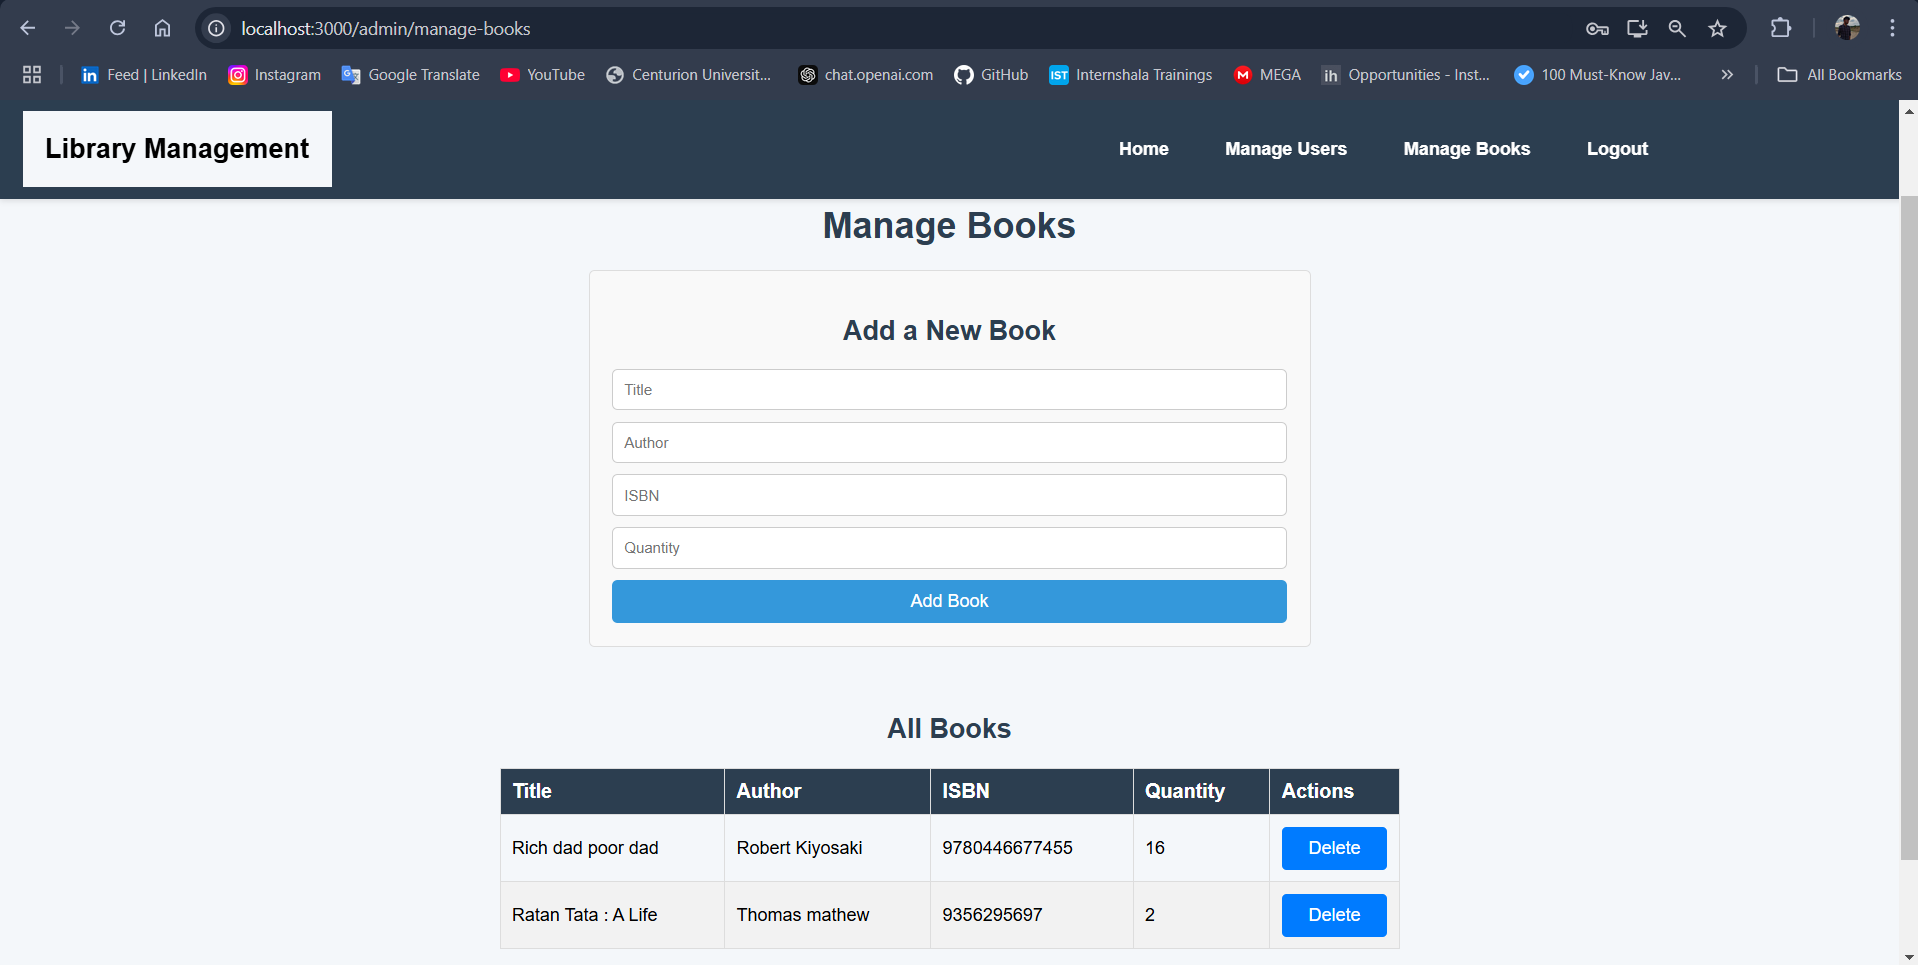 localhost:3000/admin/manage-books
Feed | LinkedIn Instagram Google Translate YouTube Centurion Universit... chat.openai.com GitHub IST Internshala Trainings M MEGA ih Opportunities - Inst... 100 Must-Know Jav... All Bookmarks
Library Management Home Manage Users Manage Books Logout
Manage Books
Add a New Book
Title
Author
ISBN
Quantity
Add Book
All Books
Title Author ISBN Quantity Actions
Rich dad poor dad Robert Kiyosaki 9780446677455 16 Delete
Ratan Tata : A Life Thomas mathew 9356295697 2 Delete